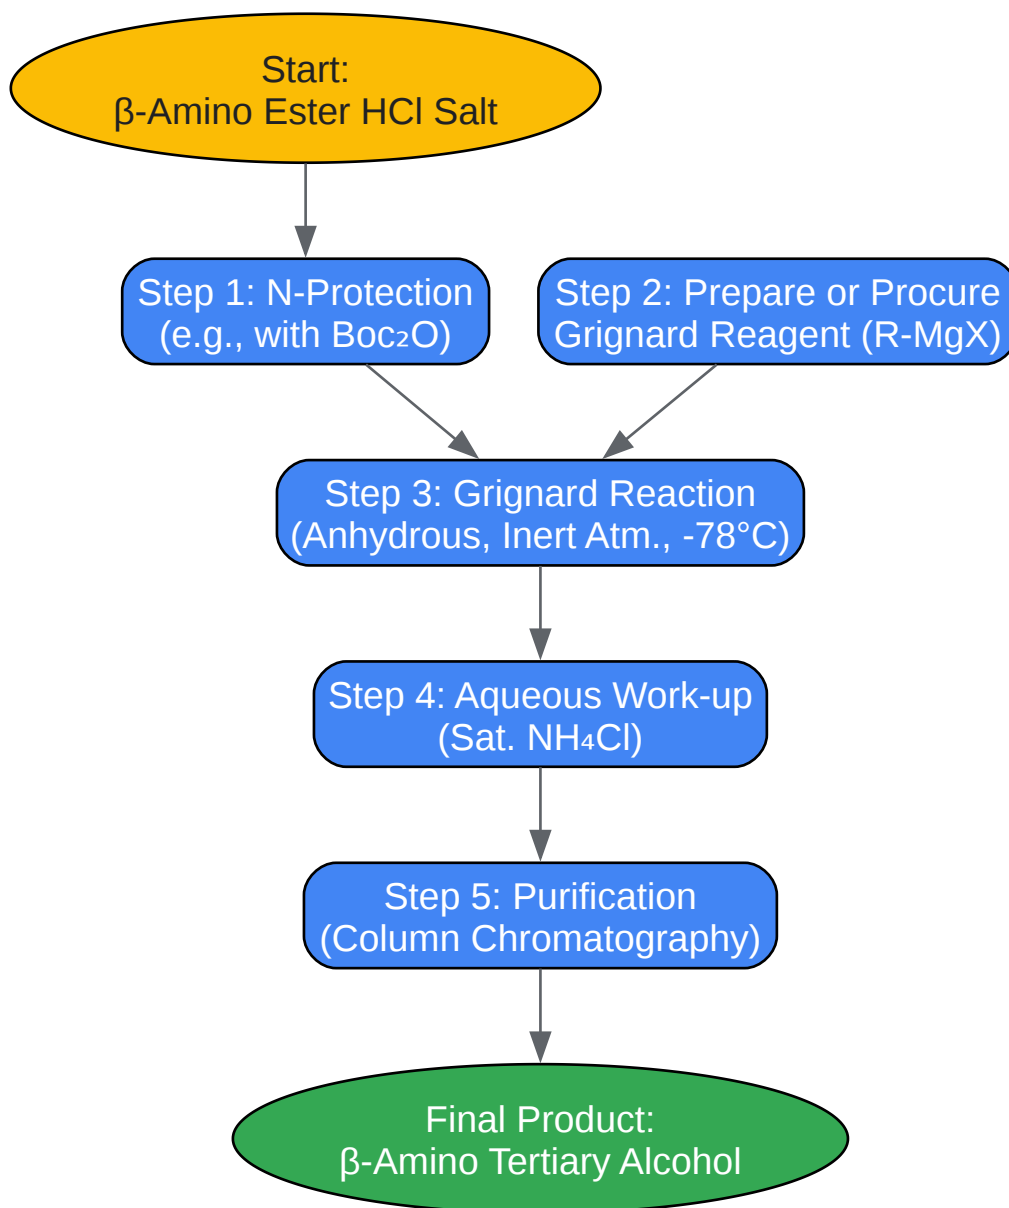 Start:
β-Amino Ester HCl Salt
Step 1: N-Protection
(e.g., with Boc₂O)
Step 2: Prepare or Procure
Grignard Reagent (R-MgX)
Step 3: Grignard Reaction
(Anhydrous, Inert Atm., -78°C)
Step 4: Aqueous Work-up
(Sat. NH₄Cl)
Step 5: Purification
(Column Chromatography)
Final Product:
β-Amino Tertiary Alcohol